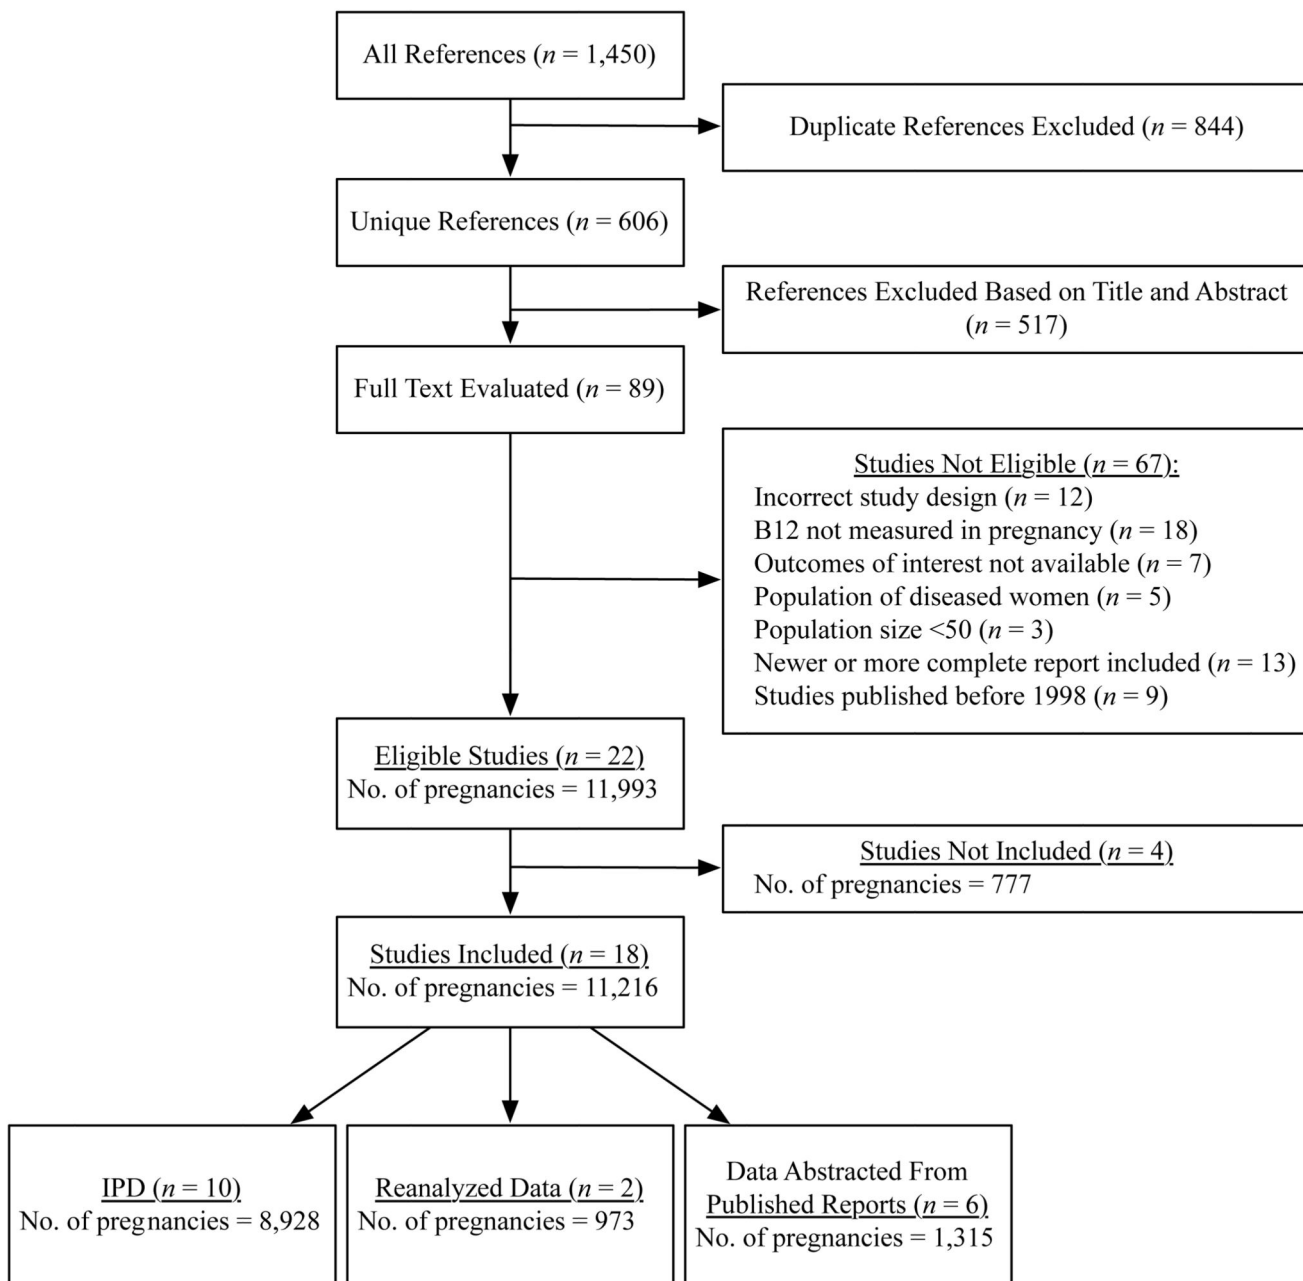 All References (n = 1,450)
Duplicate References Excluded (n = 844)
Unique References (n = 606)
References Excluded Based on Title and Abstract
(n = 517)
Full Text Evaluated (n = 89)
Studies Not Eligible (n = 67):
Incorrect study design (n = 12)
B12 not measured in pregnancy (n = 18)
Outcomes of interest not available (n = 7)
Population of diseased women (n = 5)
Population size <50 (n = 3)
Newer or more complete report included (n = 13)
Studies published before 1998 (n = 9)
Eligible Studies (n = 22)
No. of pregnancies = 11,993
Studies Not Included (n = 4)
No. of pregnancies = 777
Studies Included (n = 18)
No. of pregnancies = 11,216
IPD (n = 10)
No. of pregnancies = 8,928
Reanalyzed Data (n = 2)
No. of pregnancies = 973
Data Abstracted From
Published Reports (n = 6)
No. of pregnancies = 1,315